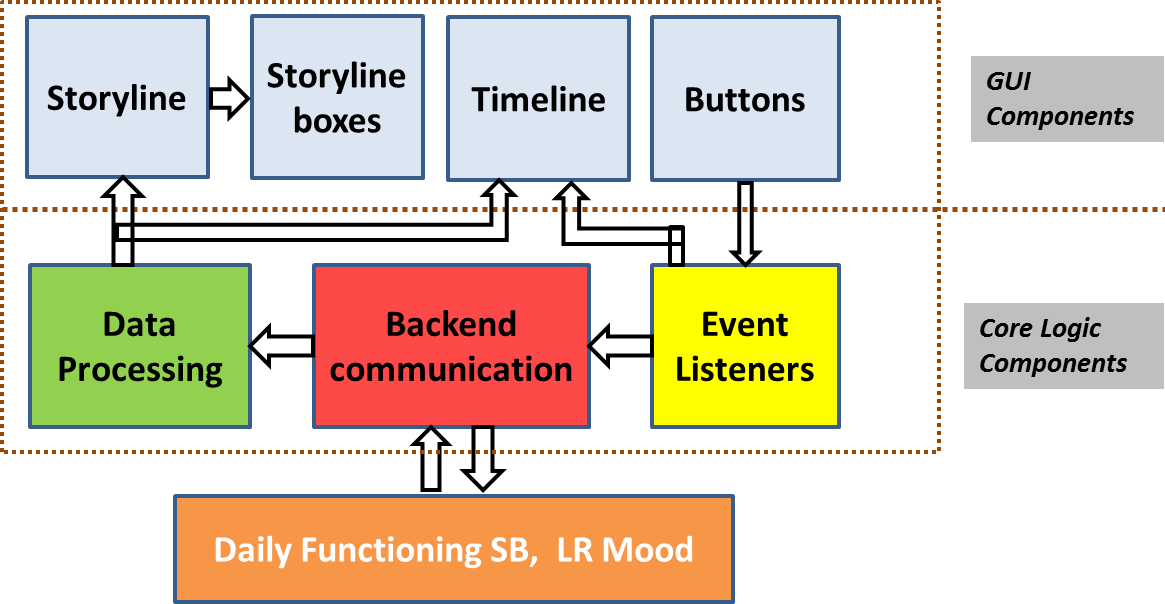 Storyline
Storyline
boxes
Timeline
Buttons
GUI
Components
Data
Processing
Backend
communication
Event
Listeners
Core Logic
Components
Daily Functioning SB,  LR Mood